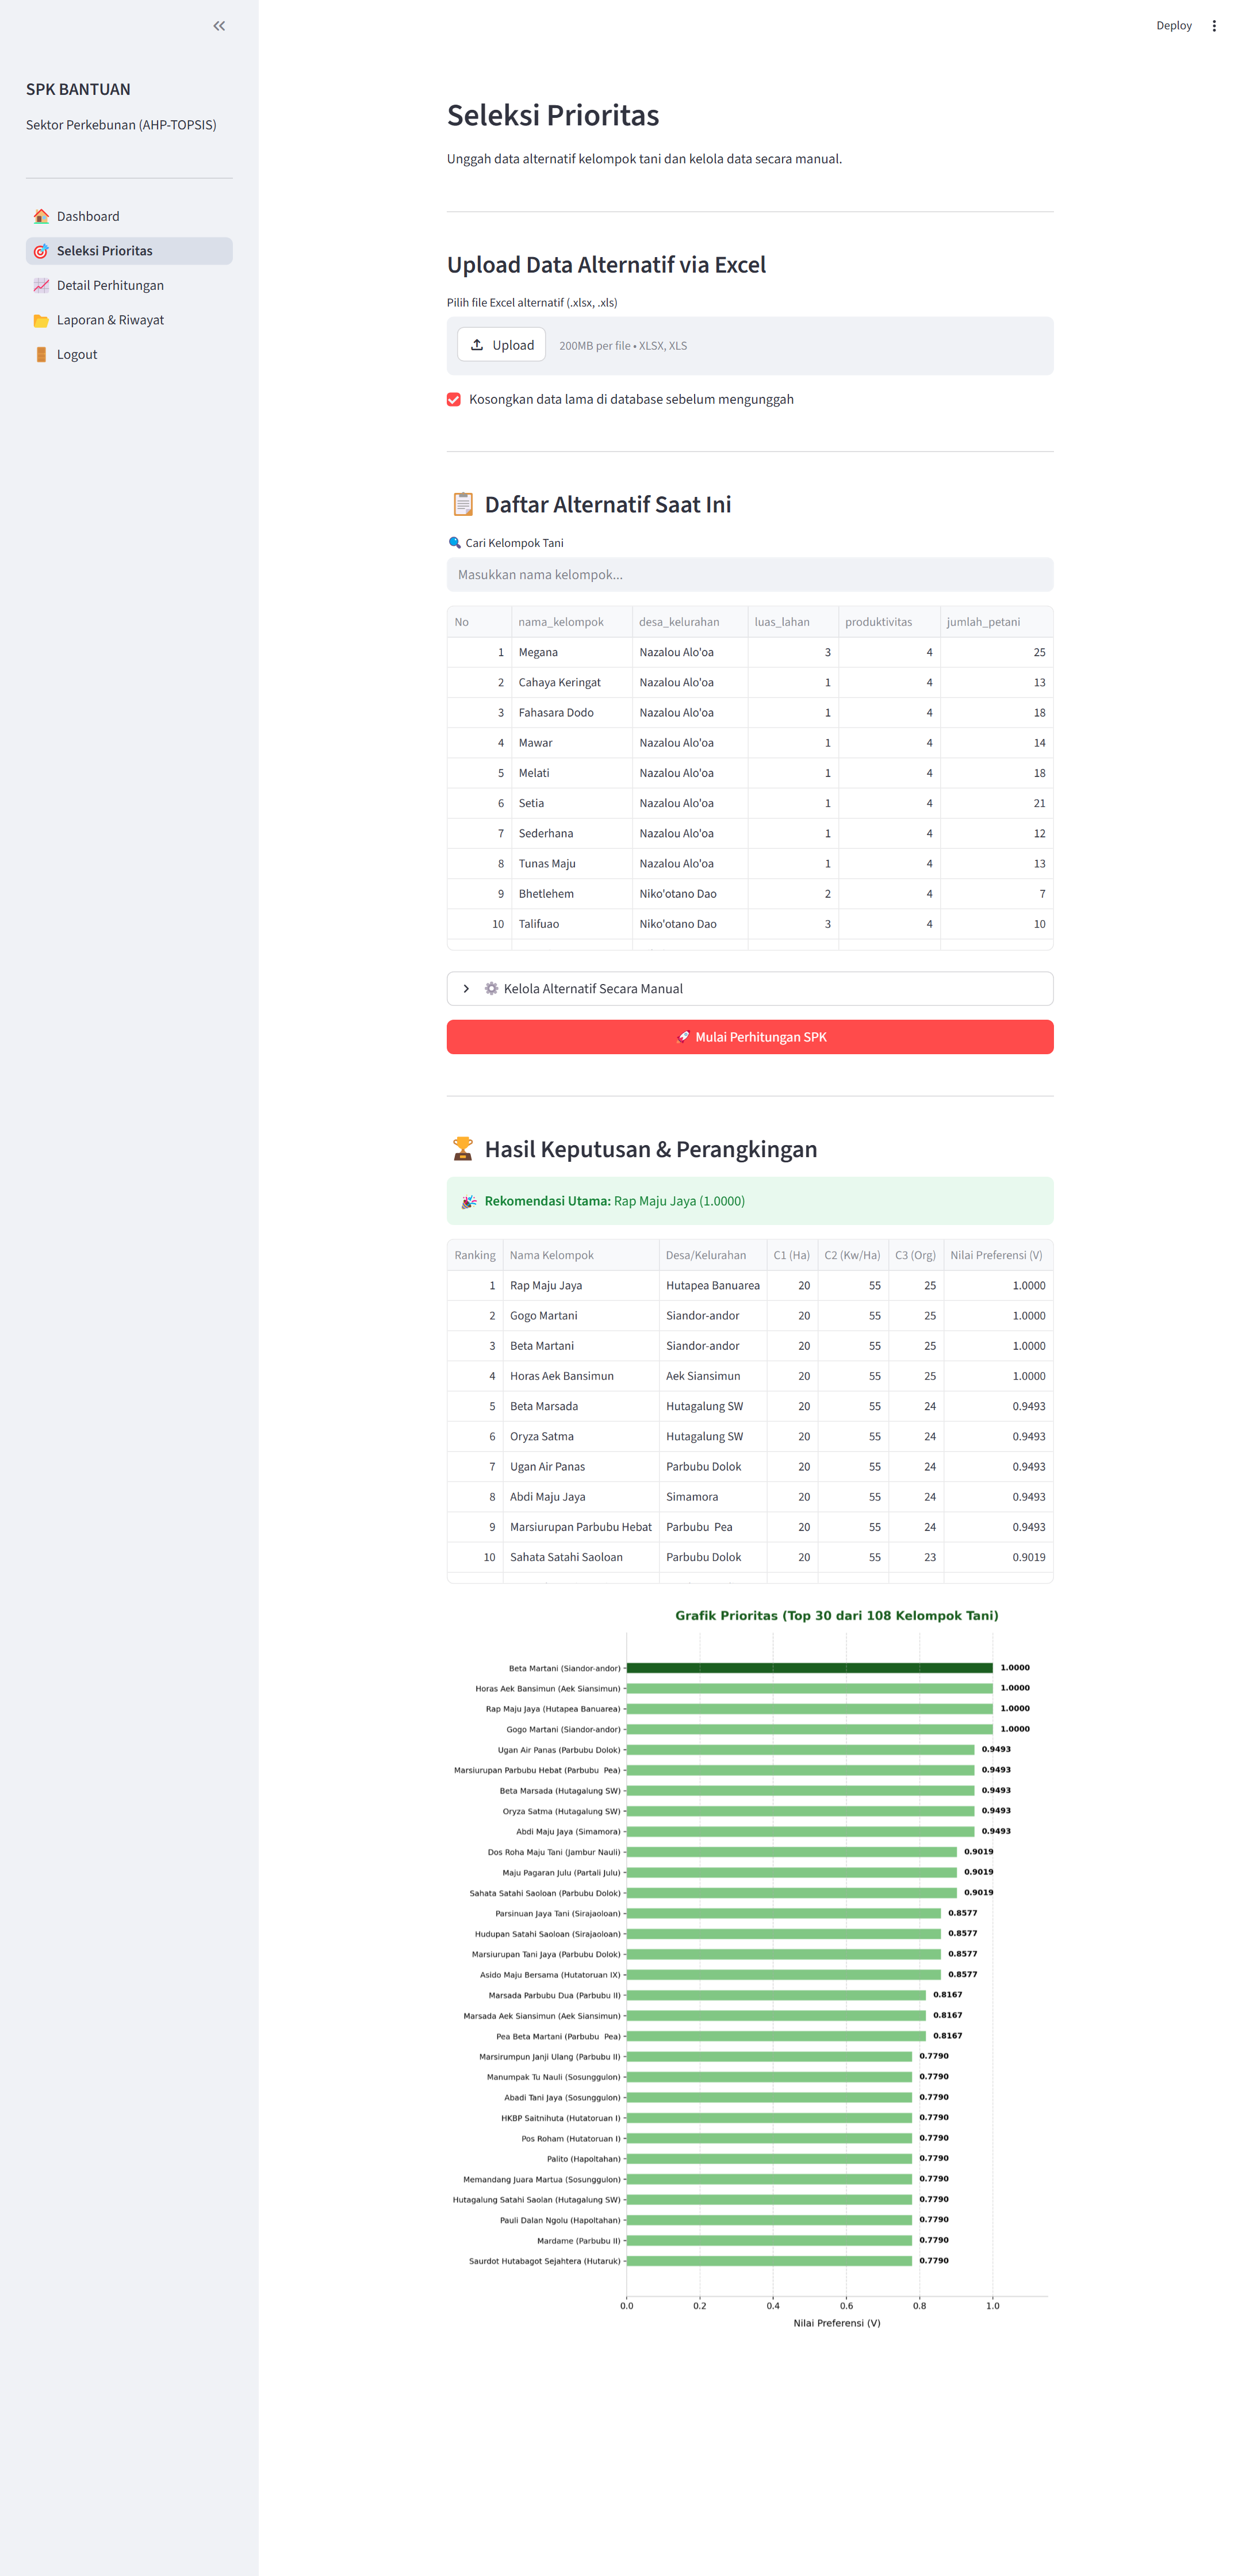 Deploy
SPK BANTUAN
Sektor Perkebunan (AHP-TOPSIS)
Dashboard
Seleksi Prioritas
Detail Perhitungan
Laporan & Riwayat
Logout
Seleksi Prioritas
Unggah data alternatif kelompok tani dan kelola data secara manual.
Upload Data Alternatif via Excel
Pilih file Excel alternatif (.xlsx, .xls)
Upload 200MB per file • XLSX, XLS
Kosongkan data lama di database sebelum mengunggah
Daftar Alternatif Saat Ini
Cari Kelompok Tani
Masukkan nama kelompok...
No nama_kelompok desa_kelurahan luas_lahan produktivitas jumlah_petani
1 Megana Nazalou Alo'oa 3 4 25
2 Cahaya Keringat Nazalou Alo'oa 1 4 13
3 Fahasara Dodo Nazalou Alo'oa 1 4 18
4 Mawar Nazalou Alo'oa 1 4 14
5 Melati Nazalou Alo'oa 1 4 18
6 Setia Nazalou Alo'oa 1 4 21
7 Sederhana Nazalou Alo'oa 1 4 12
8 Tunas Maju Nazalou Alo'oa 1 4 13
9 Bhetlehem Niko'otano Dao 2 4 7
10 Talifuao Niko'otano Dao 3 4 10
Kelola Alternatif Secara Manual
Mulai Perhitungan SPK
Hasil Keputusan & Perangkingan
Rekomendasi Utama: Rap Maju Jaya (1.0000)
Ranking Nama Kelompok Desa/Kelurahan C1 (Ha) C2 (Kw/Ha) C3 (Org) Nilai Preferensi (V)
1 Rap Maju Jaya Hutapea Banuarea 20 55 25 1.0000
2 Gogo Martani Siandor-andor 20 55 25 1.0000
3 Beta Martani Siandor-andor 20 55 25 1.0000
4 Horas Aek Bansimun Aek Siansimun 20 55 25 1.0000
5 Beta Marsada Hutagalung SW 20 55 24 0.9493
6 Oryza Satma Hutagalung SW 20 55 24 0.9493
7 Ugan Air Panas Parbubu Dolok 20 55 24 0.9493
8 Abdi Maju Jaya Simamora 20 55 24 0.9493
9 Marsiurupan Parbubu Hebat Parbubu  Pea 20 55 24 0.9493
10 Sahata Satahi Saoloan Parbubu Dolok 20 55 23 0.9019
Grafik Prioritas (Top 30 dari 108 Kelompok Tani)
Beta Martani (Siandor-andor) 1.0000
Horas Aek Bansimun (Aek Siansimun) 1.0000
Rap Maju Jaya (Hutapea Banuarea) 1.0000
Gogo Martani (Siandor-andor) 1.0000
Ugan Air Panas (Parbubu Dolok) 0.9493
Marsiurupan Parbubu Hebat (Parbubu  Pea) 0.9493
Beta Marsada (Hutagalung SW) 0.9493
Oryza Satma (Hutagalung SW) 0.9493
Abdi Maju Jaya (Simamora) 0.9493
Dos Roha Maju Tani (Jambur Nauli) 0.9019
Maju Pagaran Julu (Partali Julu) 0.9019
Sahata Satahi Saoloan (Parbubu Dolok) 0.9019
Parsinuan Jaya Tani (Sirajaoloan) 0.8577
Hudupan Satahi Saoloan (Sirajaoloan) 0.8577
Marsiurupan Tani Jaya (Parbubu Dolok) 0.8577
Asido Maju Bersama (Hutatoruan IX) 0.8577
Marsada Parbubu Dua (Parbubu II) 0.8167
Marsada Aek Siansimun (Aek Siansimun) 0.8167
Pea Beta Martani (Parbubu  Pea) 0.8167
Marsirumpun Janji Ulang (Parbubu II) 0.7790
Manumpak Tu Nauli (Sosunggulon) 0.7790
Abadi Tani Jaya (Sosunggulon) 0.7790
HKBP Saitnihuta (Hutatoruan I) 0.7790
Pos Roham (Hutatoruan I) 0.7790
Palito (Hapoltahan) 0.7790
Memandang Juara Martua (Sosunggulon) 0.7790
Hutagalung Satahi Saolan (Hutagalung SW) 0.7790
Pauli Dalan Ngolu (Hapoltahan) 0.7790
Mardame (Parbubu II) 0.7790
Saurdot Hutabagot Sejahtera (Hutaruk) 0.7790
0.0 0.2 0.4 0.6 0.8 1.0
Nilai Preferensi (V)